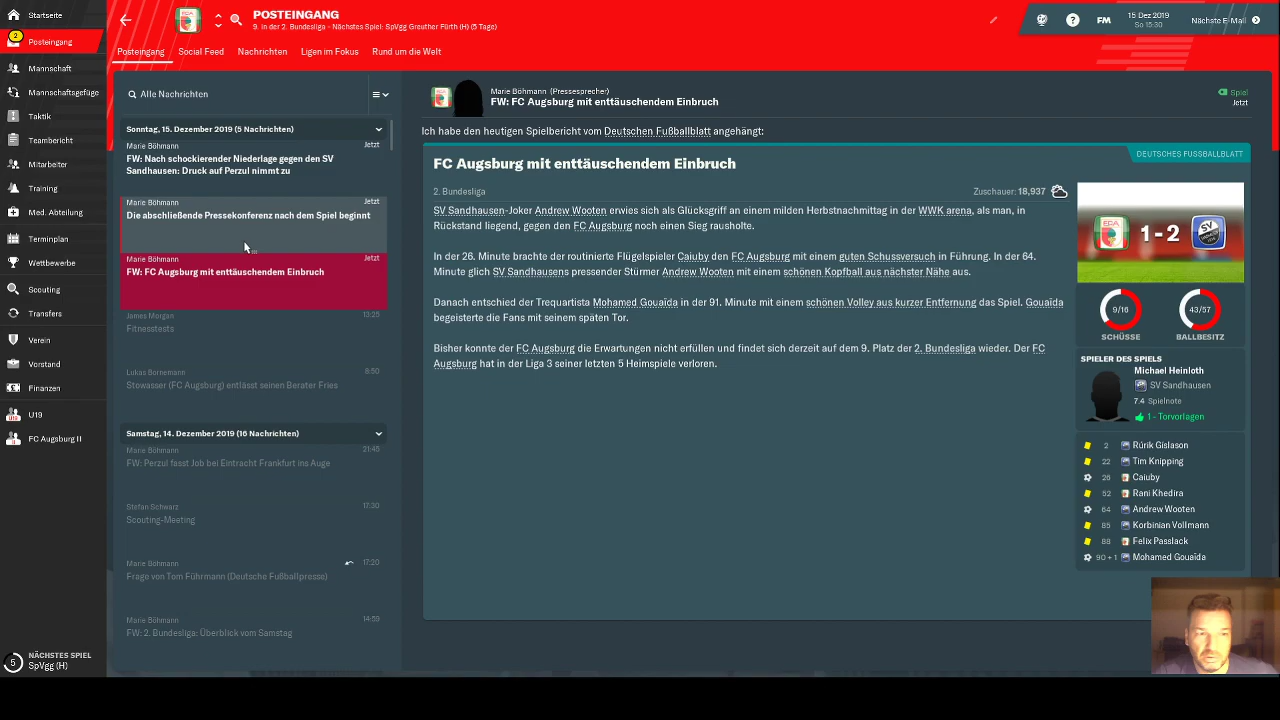 POSTEINGANG
9. in der 2. Bundesliga - Nächstes Spiel: SpVgg Greuther Fürth (H) (5 Tage)
FM
15 Dez 2019
So 15:30
Nächste E-Mail
Posteingang
Social Feed
Nachrichten
Ligen im Fokus
Rund um die Welt
Startseite
2
Posteingang
Mannschaft
Mannschaftsgefüge
Taktik
Teambericht
Mitarbeiter
Training
Med. Abteilung
Terminplan
Wettbewerbe
Scouting
Transfers
Verein
Vorstand
Finanzen
U19
FC Augsburg II
5
NÄCHSTES SPIEL
SpVgg (H)
Alle Nachrichten
Sonntag, 15. Dezember 2019 (5 Nachrichten)
Marie Böhmann Jetzt
FW: Nach schockierender Niederlage gegen den SV
Sandhausen: Druck auf Perzul nimmt zu
Marie Böhmann Jetzt
Die abschließende Pressekonferenz nach dem Spiel beginnt
Marie Böhmann Jetzt
FW: FC Augsburg mit enttäuschendem Einbruch
James Morgan 13:25
Fitnesstests
Lukas Bornemann 8:50
Stowasser (FC Augsburg) entlässt seinen Berater Fries
Samstag, 14. Dezember 2019 (16 Nachrichten)
Marie Böhmann 21:45
FW: Perzul fasst Job bei Eintracht Frankfurt ins Auge
Stefan Schwarz 17:30
Scouting-Meeting
Marie Böhmann 17:20
Frage von Tom Führmann (Deutsche Fußballpresse)
Marie Böhmann 14:59
FW: 2. Bundesliga: Überblick vom Samstag
Marie Böhmann (Pressesprecher)
FW: FC Augsburg mit enttäuschendem Einbruch
Spiel
Jetzt
Ich habe den heutigen Spielbericht vom Deutschen Fußballblatt angehängt:
FC Augsburg mit enttäuschendem Einbruch
DEUTSCHES FUSSBALLBLATT
2. Bundesliga
Zuschauer: 18,937
SV Sandhausen-Joker Andrew Wooten erwies sich als Glücksgriff an einem milden Herbstnachmittag in der WWK arena, als man, in
Rückstand liegend, gegen den FC Augsburg noch einen Sieg rausholte.
In der 26. Minute brachte der routinierte Flügelspieler Caiuby den FC Augsburg mit einem guten Schussversuch in Führung. In der 64.
Minute glich SV Sandhausens pressender Stürmer Andrew Wooten mit einem schönen Kopfball aus nächster Nähe aus.
Danach entschied der Trequartista Mohamed Gouaïda in der 91. Minute mit einem schönen Volley aus kurzer Entfernung das Spiel. Gouaïda
begeisterte die Fans mit seinem späten Tor.
Bisher konnte der FC Augsburg die Erwartungen nicht erfüllen und findet sich derzeit auf dem 9. Platz der 2. Bundesliga wieder. Der FC
Augsburg hat in der Liga 3 seiner letzten 5 Heimspiele verloren.
1 - 2
9/16
SCHÜSSE
43/57
BALLBESITZ
SPIELER DES SPIELS
Michael Heinloth
SV Sandhausen
7.4 Spielnote
1 - Torvorlagen
2 Rúrik Gíslason
22 Tim Knipping
26 Caiuby
52 Rani Khedira
64 Andrew Wooten
85 Korbinian Vollmann
88 Felix Passlack
90 + 1 Mohamed Gouaïda